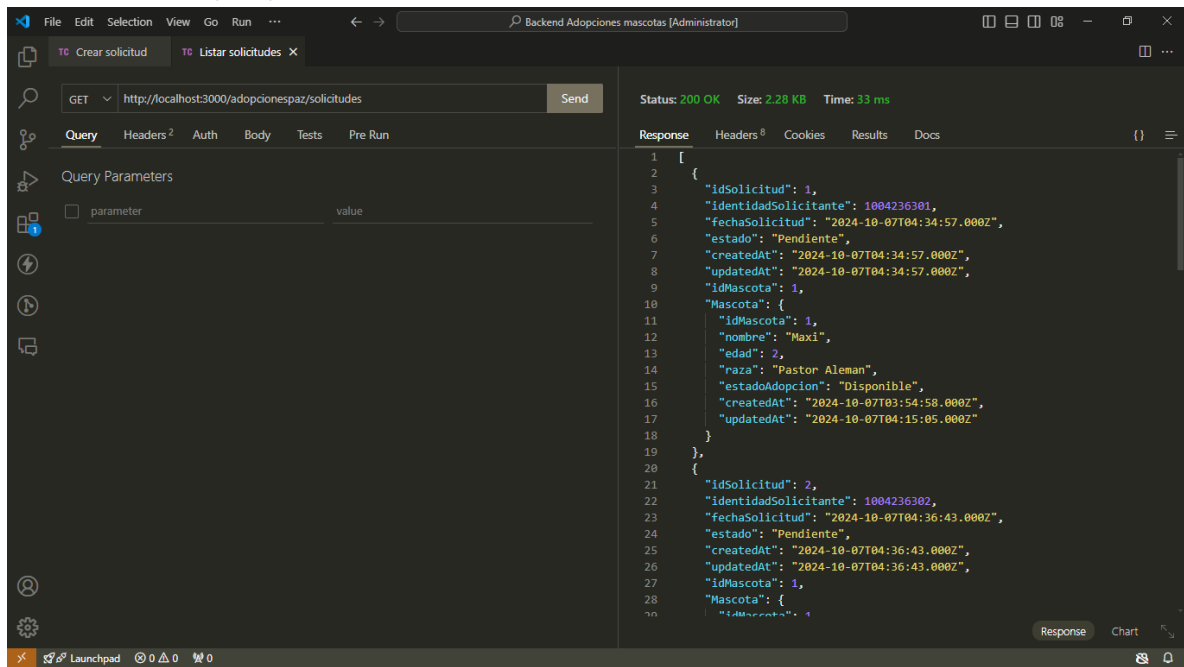 File Edit Selection View Go Run ··· ← → Backend Adopciones mascotas [Administrator]
TC Crear solicitud TC Listar solicitudes ×
GET http://localhost:3000/adopcionespaz/solicitudes Send
Query Headers 2 Auth Body Tests Pre Run
Query Parameters
parameter value
1
Status: 200 OK Size: 2.28 KB Time: 33 ms
Response Headers 8 Cookies Results Docs {}
1 [
2 {
3 "idSolicitud": 1,
4 "identidadSolicitante": 1004236301,
5 "fechaSolicitud": "2024-10-07T04:34:57.000Z",
6 "estado": "Pendiente",
7 "createdAt": "2024-10-07T04:34:57.000Z",
8 "updatedAt": "2024-10-07T04:34:57.000Z",
9 "idMascota": 1,
10 "Mascota": {
11 "idMascota": 1,
12 "nombre": "Maxi",
13 "edad": 2,
14 "raza": "Pastor Aleman",
15 "estadoAdopcion": "Disponible",
16 "createdAt": "2024-10-07T03:54:58.000Z",
17 "updatedAt": "2024-10-07T04:15:05.000Z"
18 }
19 },
20 {
21 "idSolicitud": 2,
22 "identidadSolicitante": 1004236302,
23 "fechaSolicitud": "2024-10-07T04:36:43.000Z",
24 "estado": "Pendiente",
25 "createdAt": "2024-10-07T04:36:43.000Z",
26 "updatedAt": "2024-10-07T04:36:43.000Z",
27 "idMascota": 1,
28 "Mascota": {
29 "idMascota": 1
Response Chart
Launchpad 0 0 0